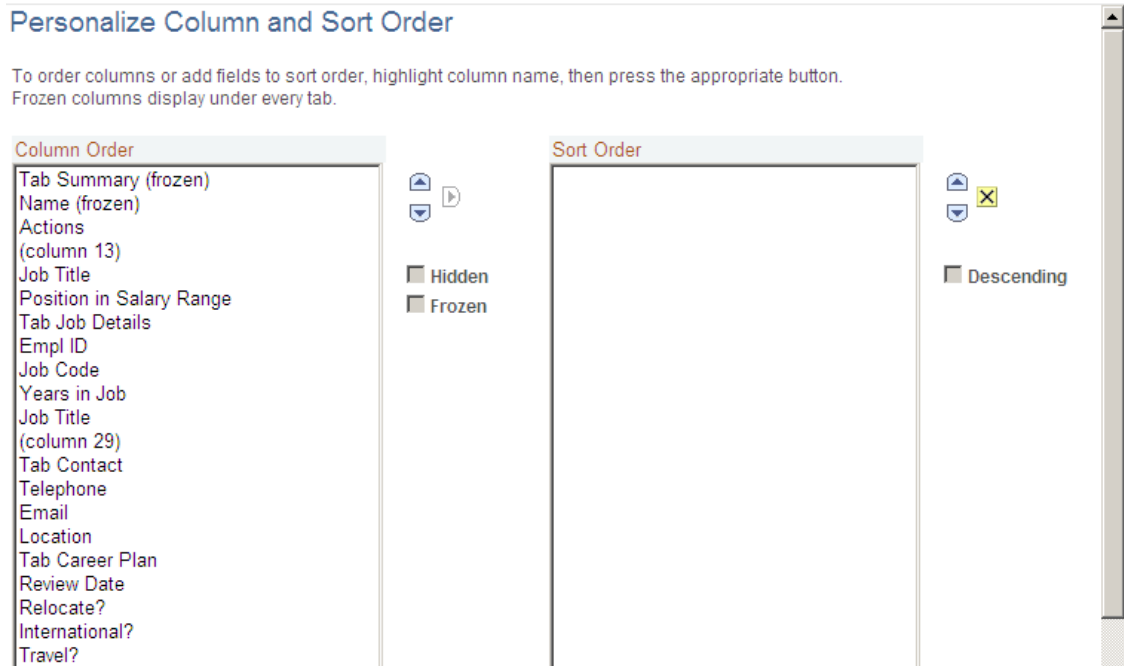 Personalize Column and Sort Order
To order columns or add fields to sort order, highlight column name, then press the appropriate button.
Frozen columns display under every tab.
Column Order
Tab Summary (frozen)
Name (frozen)
Actions
(column 13)
Job Title
Position in Salary Range
Tab Job Details
Empl ID
Job Code
Years in Job
Job Title
(column 29)
Tab Contact
Telephone
Email
Location
Tab Career Plan
Review Date
Relocate?
International?
Travel?
Hidden
Frozen
Sort Order
Descending